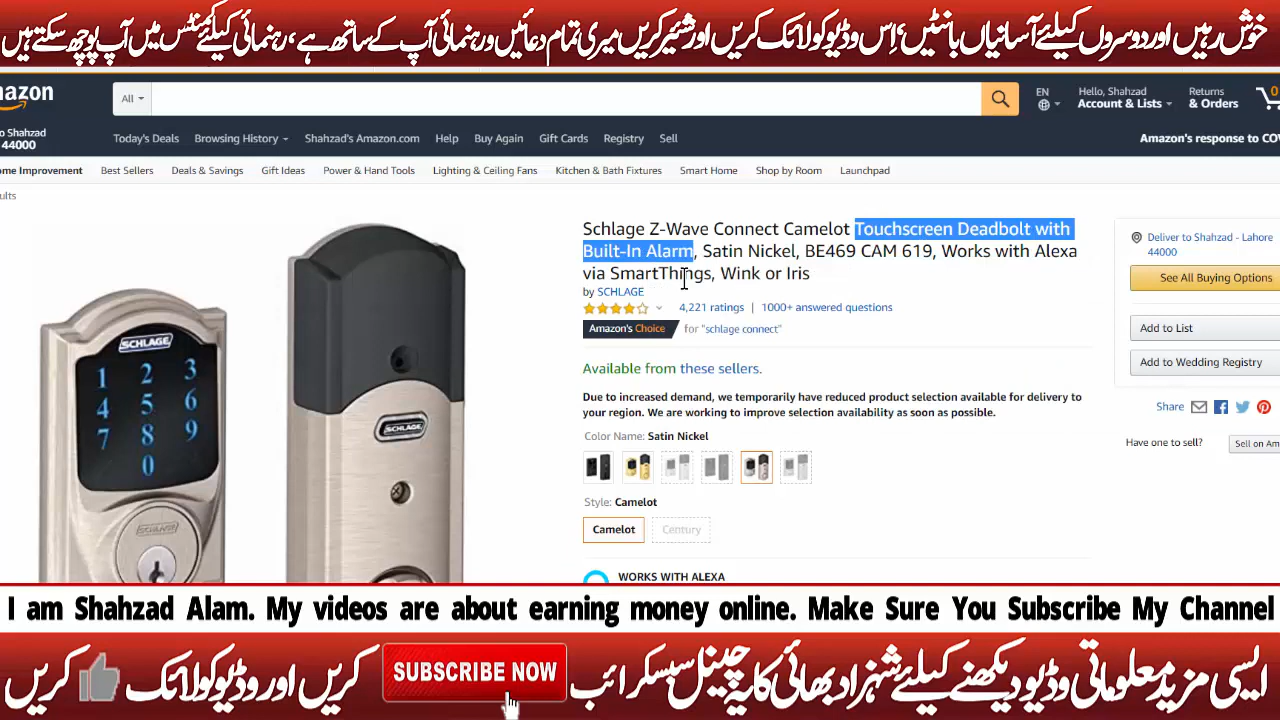 خوش رہیں اور دوسروں کیلئے آسانیاں بانٹیں، اِس وڈیو کو لائک کریں اور شئیر کریں میری تمام دعائیں و رہنمائی آپ کے ساتھ ہے ، رہنمائی کیلئے کمنٹس میں آپ پوچھ سکتے ہیں
mazon
All
EN
Hello, Shahzad
Account & Lists
Returns
& Orders
0
to Shahzad
44000
Today's Deals Browsing History Shahzad's Amazon.com Help Buy Again Gift Cards Registry Sell
Amazon's response to COV
ome Improvement Best Sellers Deals & Savings Gift Ideas Power & Hand Tools Lighting & Ceiling Fans Kitchen & Bath Fixtures Smart Home Shop by Room Launchpad
ults
SCHLAGE
1 2 3
4 5 6
7 8 9
0
SCHLAGE
SCHLAGE
Schlage Z-Wave Connect Camelot Touchscreen Deadbolt with
Built-In Alarm, Satin Nickel, BE469 CAM 619, Works with Alexa
via SmartThings, Wink or Iris
by SCHLAGE
4,221 ratings | 1000+ answered questions
Amazon's Choice for "schlage connect"
Available from these sellers.
Due to increased demand, we temporarily have reduced product selection available for delivery to
your region. We are working to improve selection availability as soon as possible.
Color Name: Satin Nickel
Style: Camelot
Camelot Century
WORKS WITH ALEXA
Deliver to Shahzad - Lahore
44000
See All Buying Options
Add to List
Add to Wedding Registry
Share
Have one to sell?
Sell on Am
I am Shahzad Alam. My videos are about earning money online. Make Sure You Subscribe My Channel
ایسی مزید معلوماتی وڈیو دیکھنے کیلئے شہزاد بھائی کا یہ چینل سبسکرائب SUBSCRIBE NOW کریں اور وڈیو کو لائک کریں